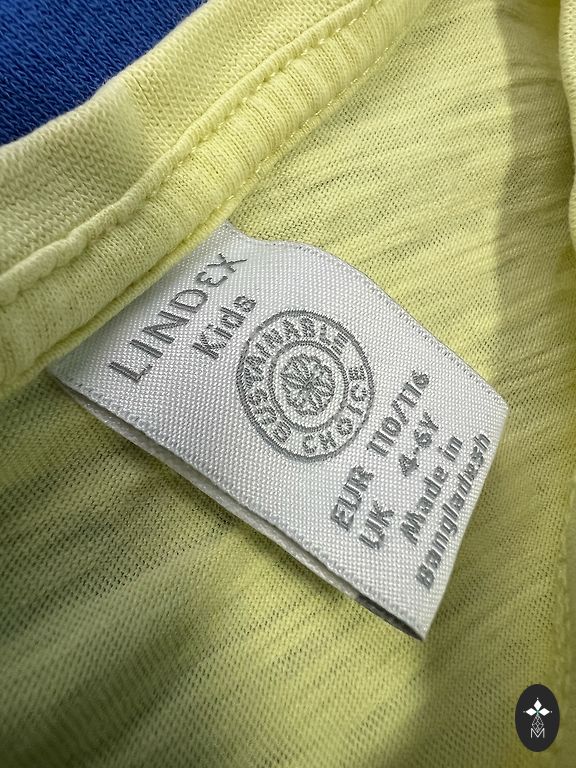 LINDEX
Kids
SUSTAINABLE
CHOICE
EUR 110/116
UK 4-6Y
Made in
Bangladesh
M